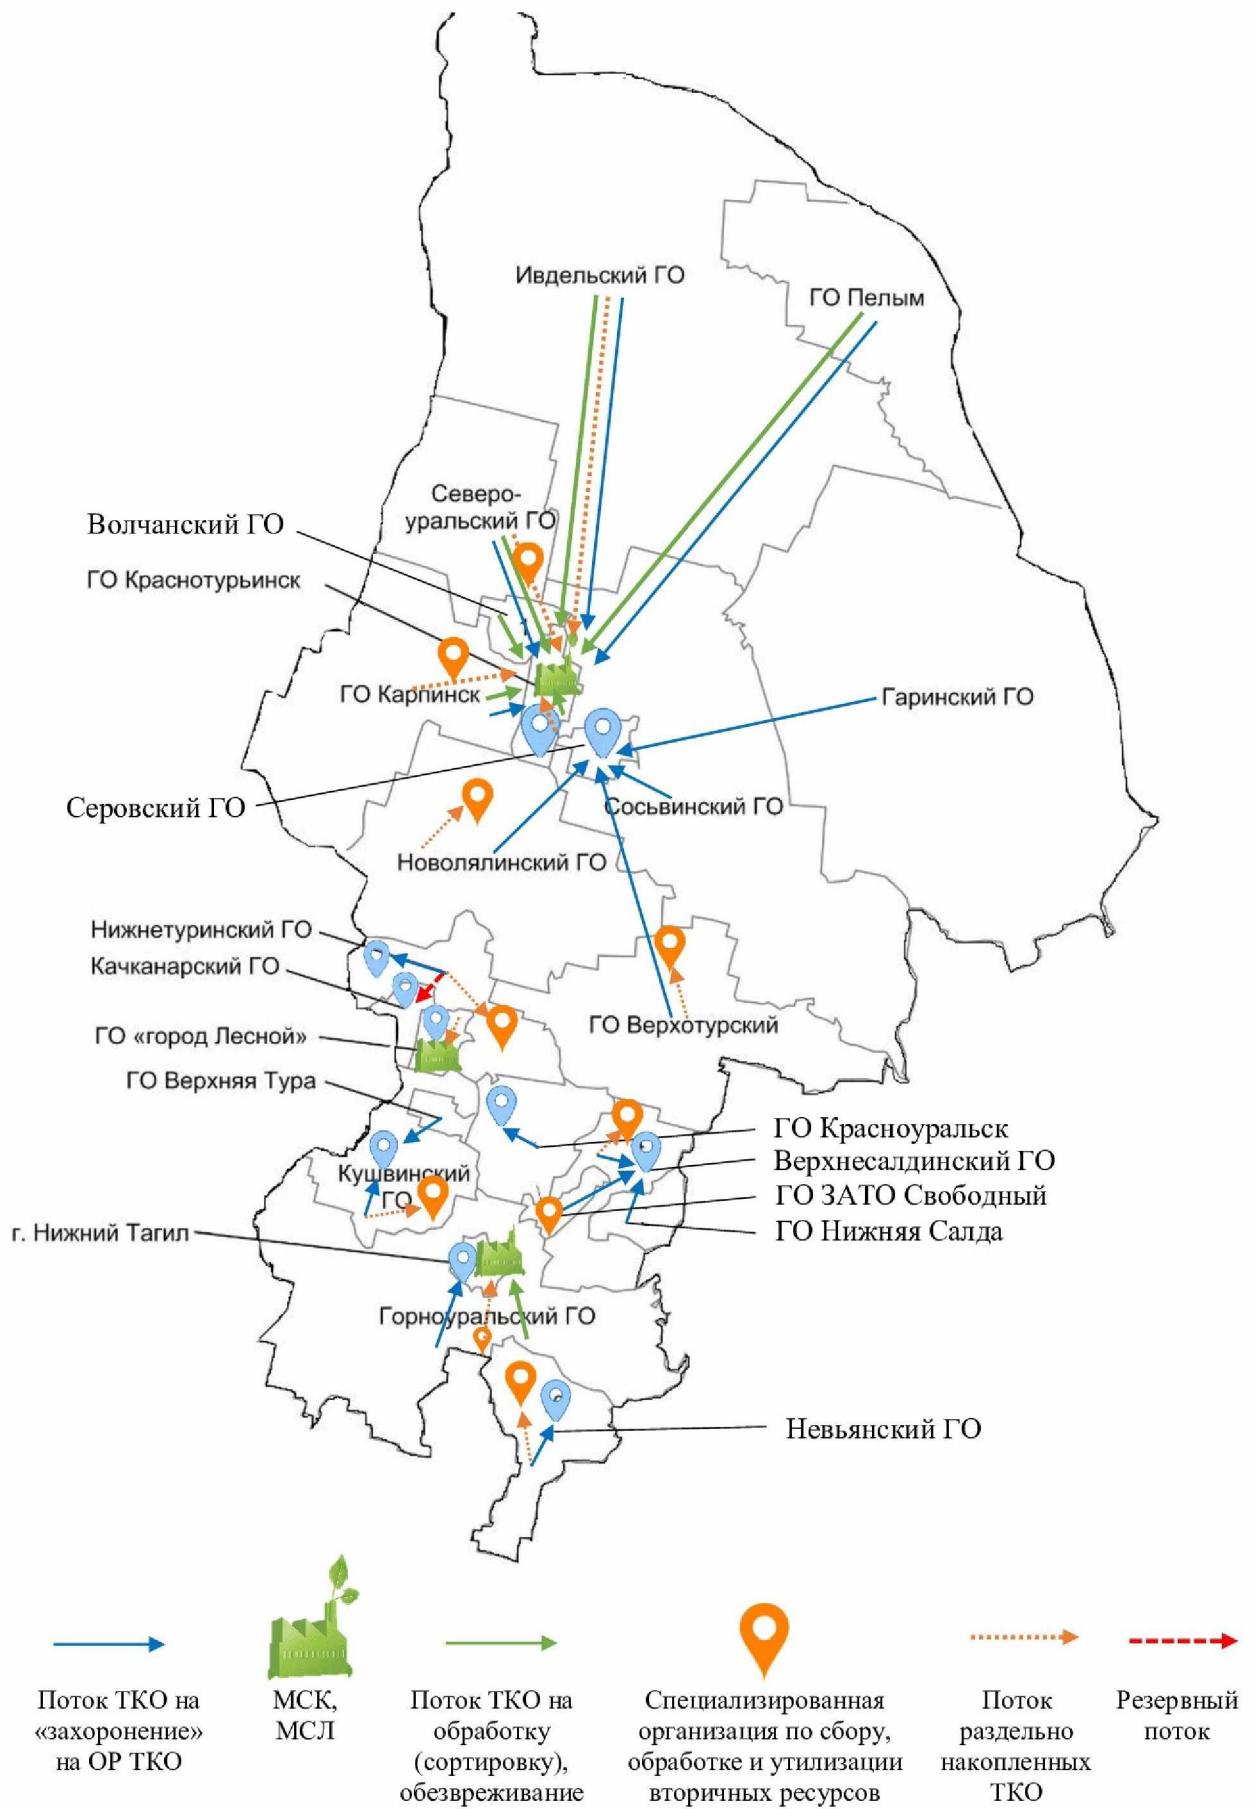 Ивдельский ГО
ГО Пелым
Северо-
уральский ГО
Волчанский ГО
ГО Краснотурьинск
ГО Карпинск
Гаринский ГО
Серовский ГО
Сосьвинский ГО
Новолялинский ГО
Нижнетуринский ГО
Качканарский ГО
ГО Верхотурский
ГО «город Лесной»
ГО Верхняя Тура
ГО Красноуральск
Верхнесалдинский ГО
Кушвинский
ГО
ГО ЗАТО Свободный
г. Нижний Тагил
ГО Нижняя Салда
Горноуральский ГО
Невьянский ГО
Поток ТКО на
«захоронение»
на ОР ТКО
МСК,
МСЛ
Поток ТКО на
обработку
(сортировку),
обезвреживание
Специализированная
организация по сбору,
обработке и утилизации
вторичных ресурсов
Поток
раздельно
накопленных
ТКО
Резервный
поток